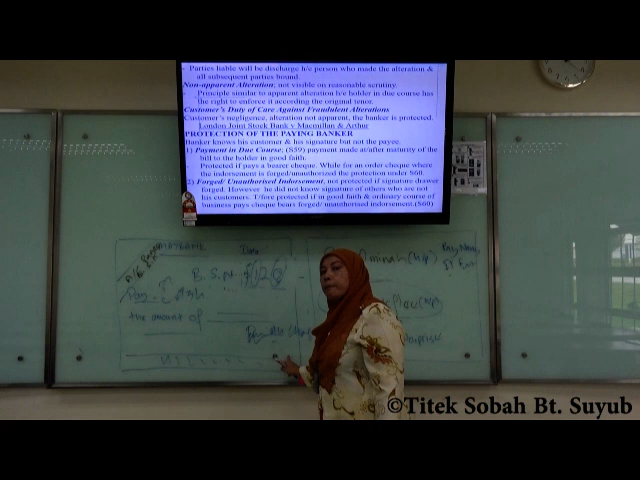 - Parties liable will be discharge h/e person who made the alteration &
all subsequent parties bound.
Non-apparent Alteration; not visible on reasonable scrutiny.
- Principle similar to apparent alteration h/e holder in due course has
the right to enforce it according the original tenor.
Customer's Duty of Care Against Fraudulent Alterations
Customer's negligence, alteration not apparent, the banker is protected.
London Joint Stock Bank v Macmillan & Arthur
PROTECTION OF THE PAYING BANKER
Banker knows his customer & his signature but not the payee.
1) Payment in Due Course; (S59) payment made at/after maturity of the
bill to the holder in good faith.
- Protected if pays a bearer cheque. While for an order cheque where
the indorsement is forged/unauthorized the protection under S60.
2) Forged/ Unauthorised Indorsement, not protected if signature drawer
forged. However he did not know signature of others who are not
his customers. T/fore protected if in good faith & ordinary course of
business pays cheque bears forged/ unauthorised indorsement.(S60)
Date
Pay
the amount of
©Titek Sobah Bt. Suyub